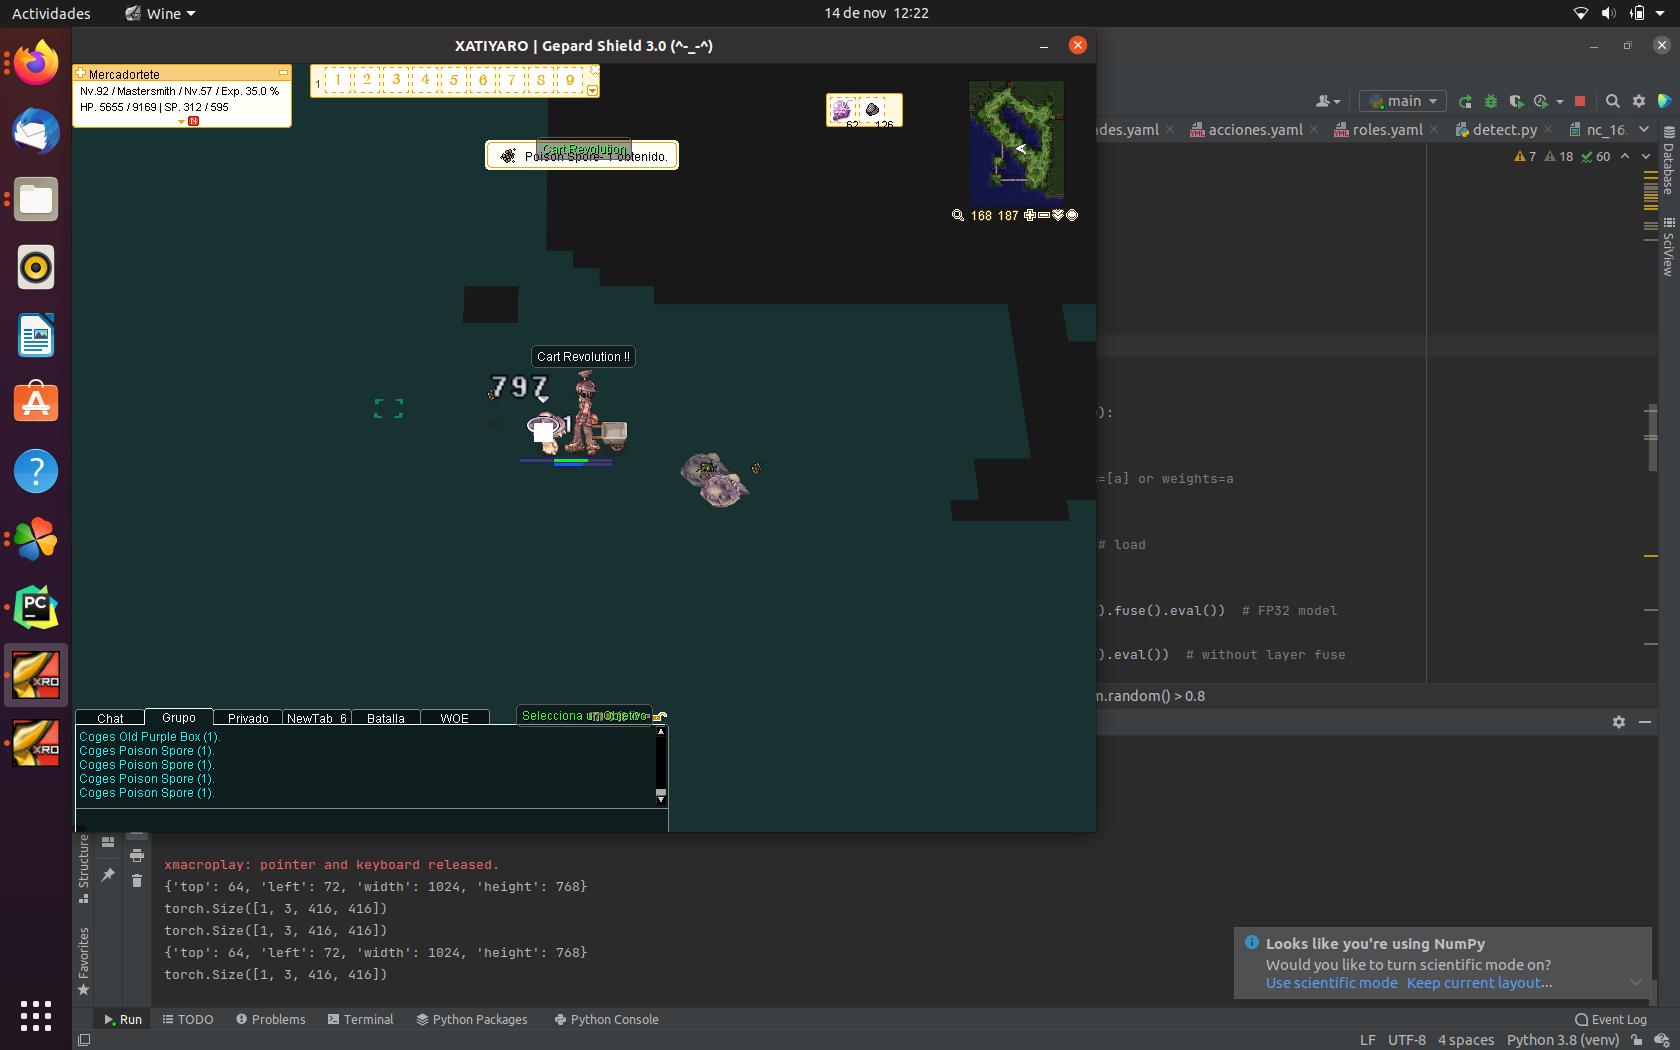 Actividades
Wine
14 de nov 12:22
XATIYARO | Gepard Shield 3.0 (^-_-^)
Mercadortete
Nv.92 / Mastersmith / Nv.57 / Exp. 35.0 %
HP. 5655 / 9169 | SP. 312 / 595
N
1 1 2 3 4 5 6 7 8 9
62 126
Cart Revolution
Poison Spore- 1 obtenido.
168 187
Cart Revolution !!
797
1
main
des.yaml
acciones.yaml
roles.yaml
detect.py
nc_16.
7 18 60
Database
SciView
):
=[a] or weights=a
# load
).fuse().eval()) # FP32 model
).eval()) # without layer fuse
m.random() > 0.8
Chat Grupo Privado NewTab_6 Batalla WOE
Selecciona un objetivo
Coges Old Purple Box (1).
Coges Poison Spore (1).
Coges Poison Spore (1).
Coges Poison Spore (1).
Coges Poison Spore (1).
PC
XRO
XRO
Structure
Favorites
xmacroplay: pointer and keyboard released.
{'top': 64, 'left': 72, 'width': 1024, 'height': 768}
torch.Size([1, 3, 416, 416])
torch.Size([1, 3, 416, 416])
{'top': 64, 'left': 72, 'width': 1024, 'height': 768}
torch.Size([1, 3, 416, 416])
Looks like you're using NumPy
Would you like to turn scientific mode on?
Use scientific mode Keep current layout...
Run TODO Problems Terminal Python Packages Python Console
Event Log
LF UTF-8 4 spaces Python 3.8 (venv)